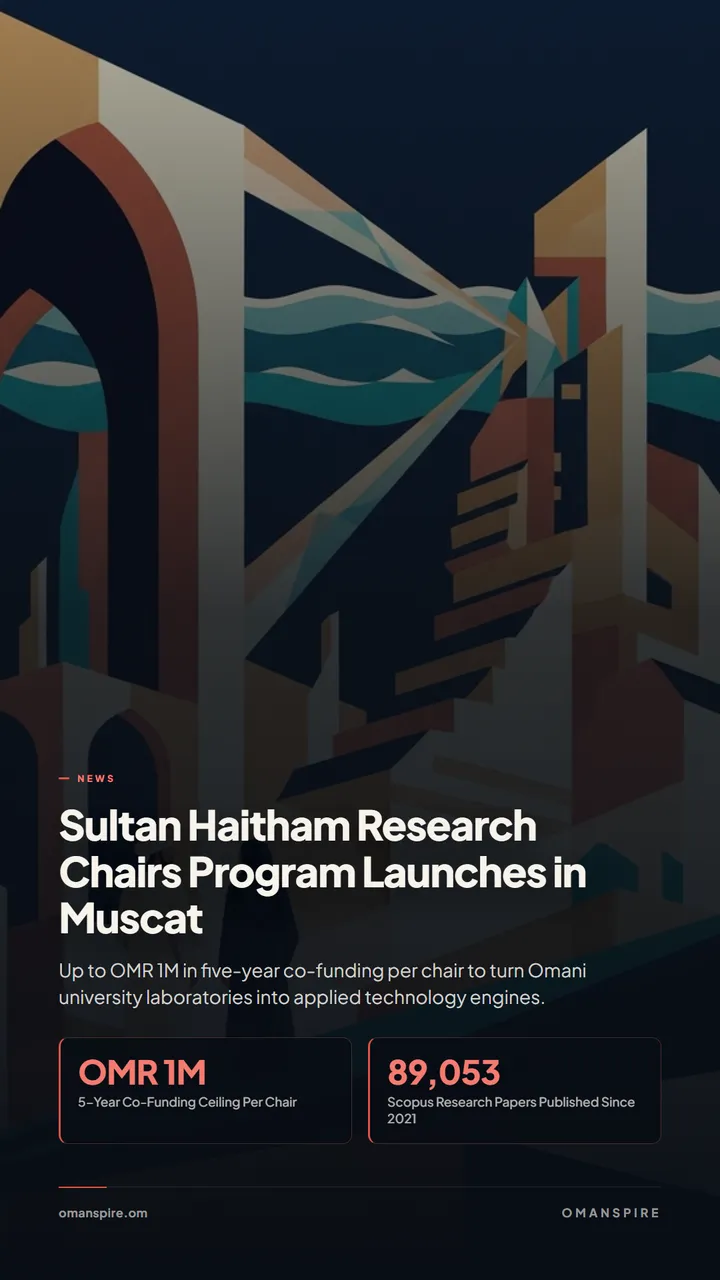 — NEWS
Sultan Haitham Research
Chairs Program Launches in
Muscat
Up to OMR 1M in five-year co-funding per chair to turn Omani
university laboratories into applied technology engines.
OMR 1M
5-Year Co-Funding Ceiling Per Chair
89,053
Scopus Research Papers Published Since
2021
omanspire.om
OMANSPIRE